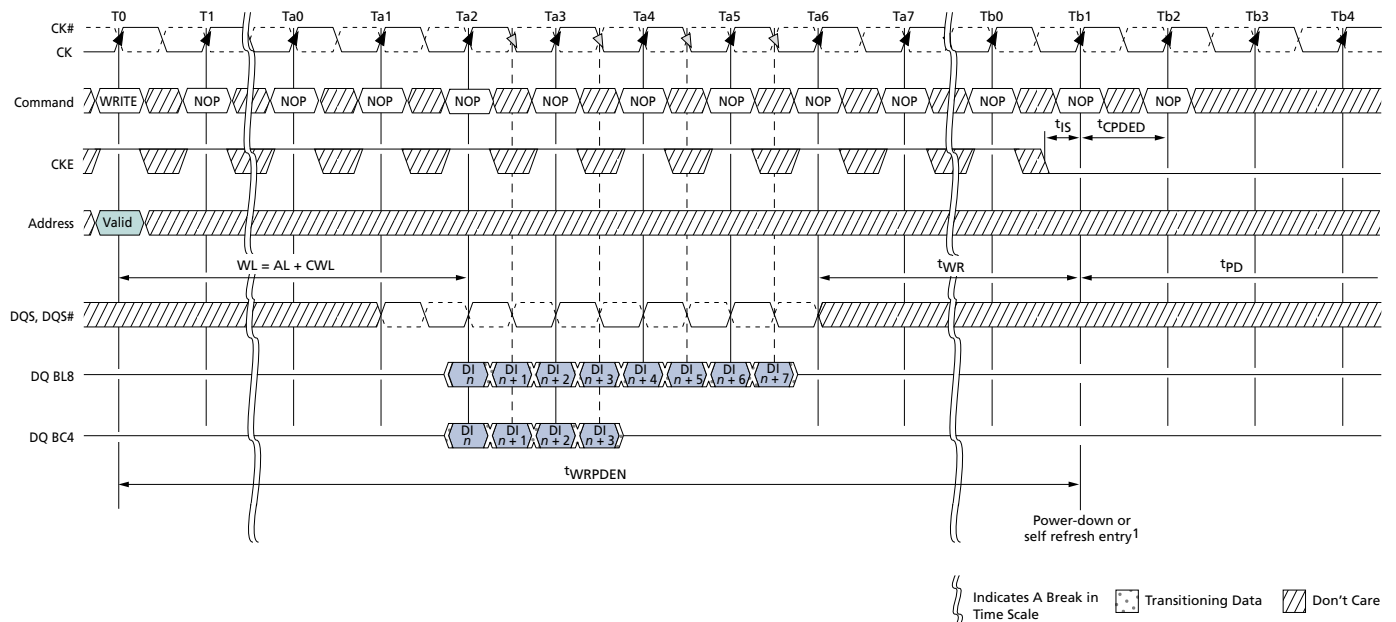 T0 T1 Ta0 Ta1 Ta2 Ta3 Ta4 Ta5 Ta6 Ta7 Tb0 Tb1 Tb2 Tb3 Tb4
CK#
CK
Command WRITE NOP NOP NOP NOP NOP NOP NOP NOP NOP NOP NOP NOP
tIS tCPDED
CKE
Address Valid
WL = AL + CWL tWR tPD
DQS, DQS#
DQ BL8 DI n DI n + 1 DI n + 2 DI n + 3 DI n + 4 DI n + 5 DI n + 6 DI n + 7
DQ BC4 DI n DI n + 1 DI n + 2 DI n + 3
tWRPDEN
Power-down or
self refresh entry1
Indicates A Break in
Time Scale
Transitioning Data
Don't Care